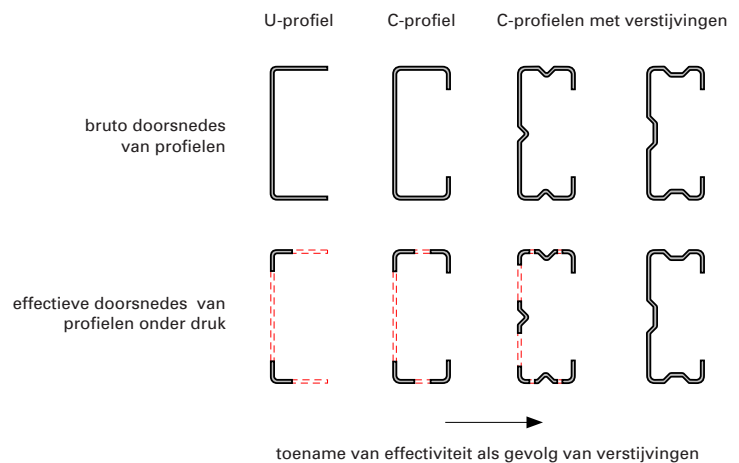 U-profiel
C-profiel
C-profielen met verstijvingen
bruto doorsnedes
van profielen
effectieve doorsnedes van
profielen onder druk
toename van effectiviteit als gevolg van verstijvingen